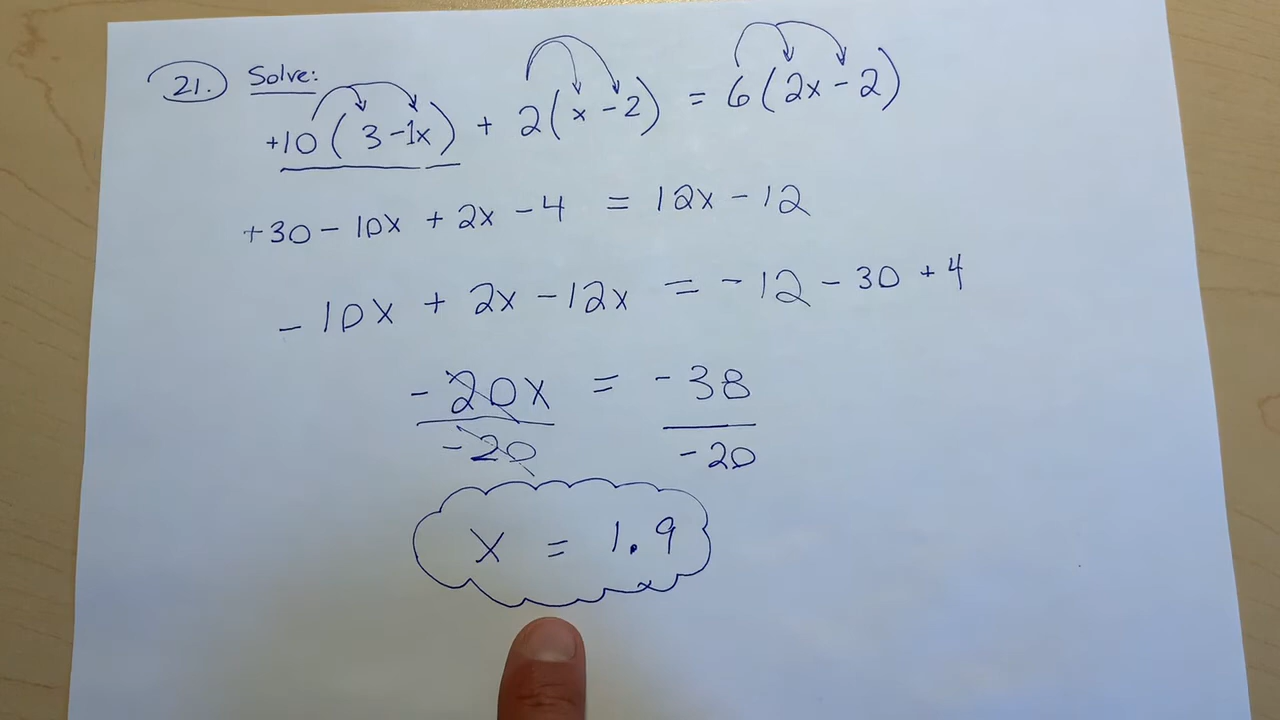 21. Solve:
+10(3-1x) + 2(x-2) = 6(2x-2)
+30-10x + 2x - 4 = 12x - 12
-10x + 2x - 12x = -12 - 30 + 4
-20x = -38
-20 -20
x = 1.9